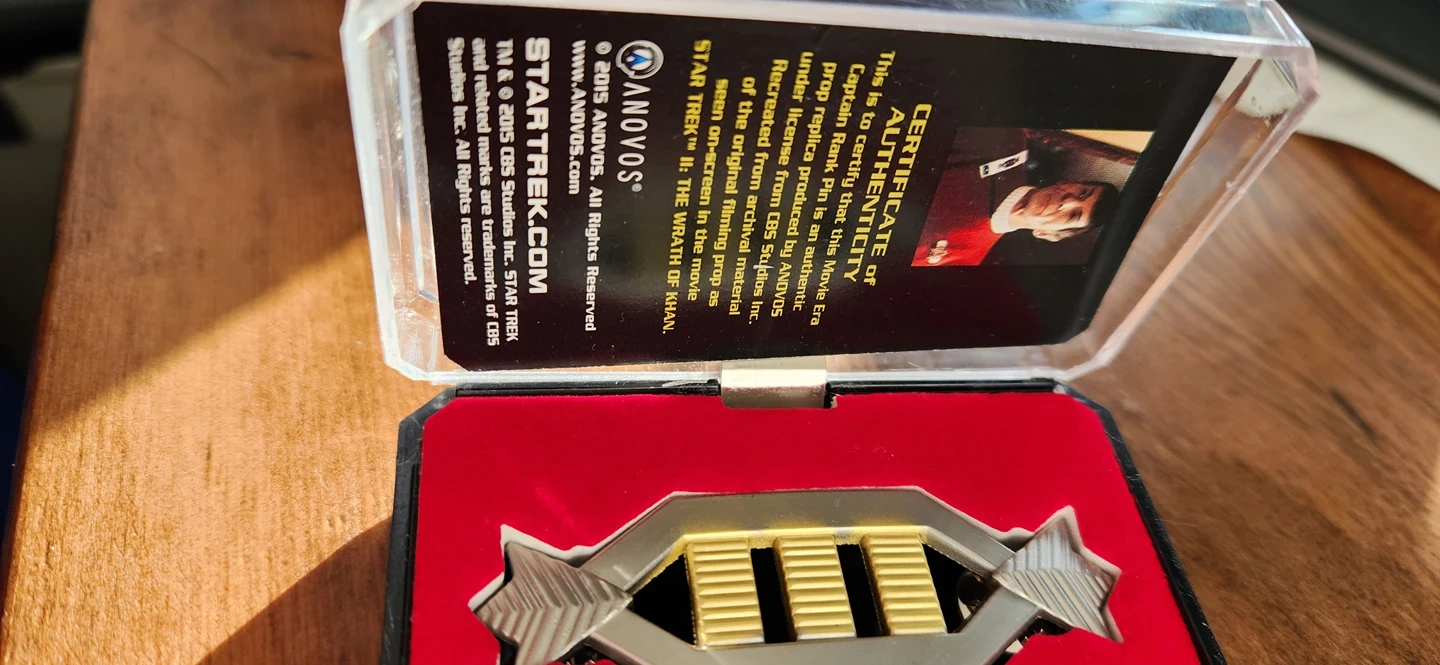 CERTIFICATE of
AUTHENTICITY
This is to certify that this Movie Era
Captain Rank Pin is an authentic
prop replica produced by ANOVOS
under license from CBS Studios Inc.
Recreated from archival material
of the original filming prop as
seen on-screen in the movie
STAR TREK™ II: THE WRATH OF KHAN.
ANOVOS®
© 2015 ANOVOS. All Rights Reserved
www.ANOVOS.com
STARTREK.COM
TM & © 2015 CBS Studios Inc. STAR TREK
and related marks are trademarks of CBS
Studios Inc. All Rights reserved.